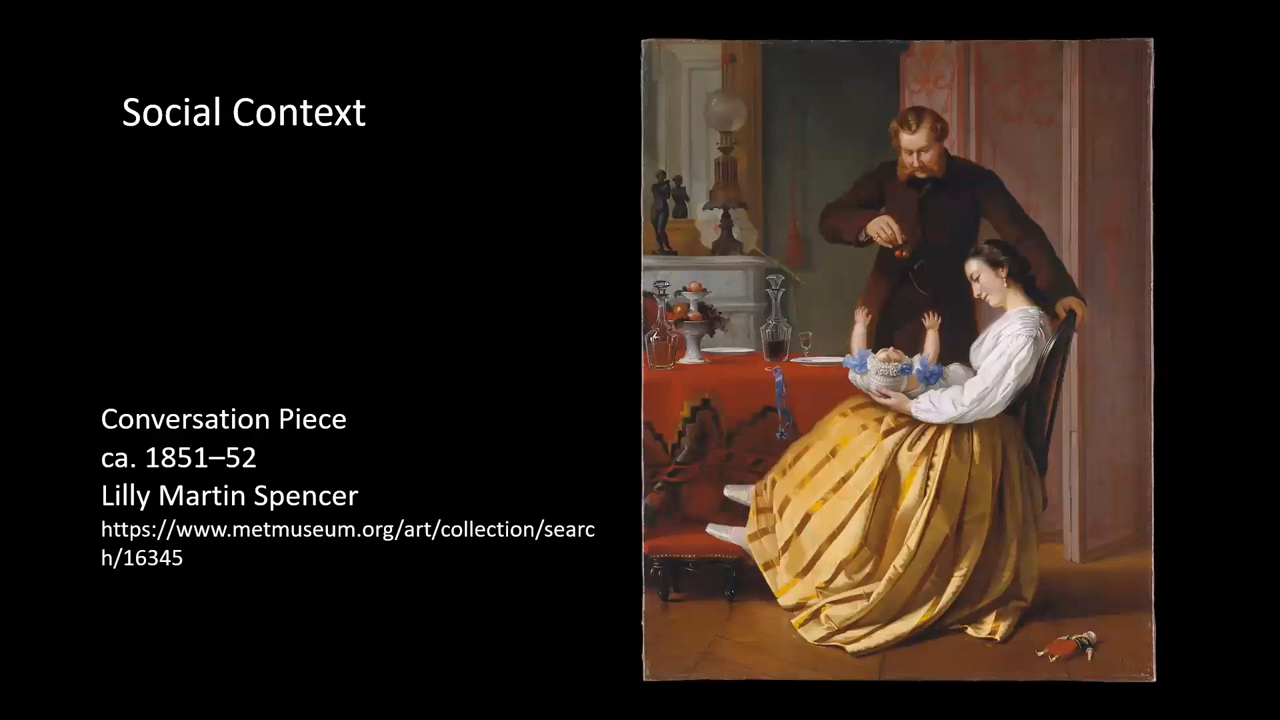 Social Context
Conversation Piece
ca. 1851–52
Lilly Martin Spencer
https://www.metmuseum.org/art/collection/searc
h/16345